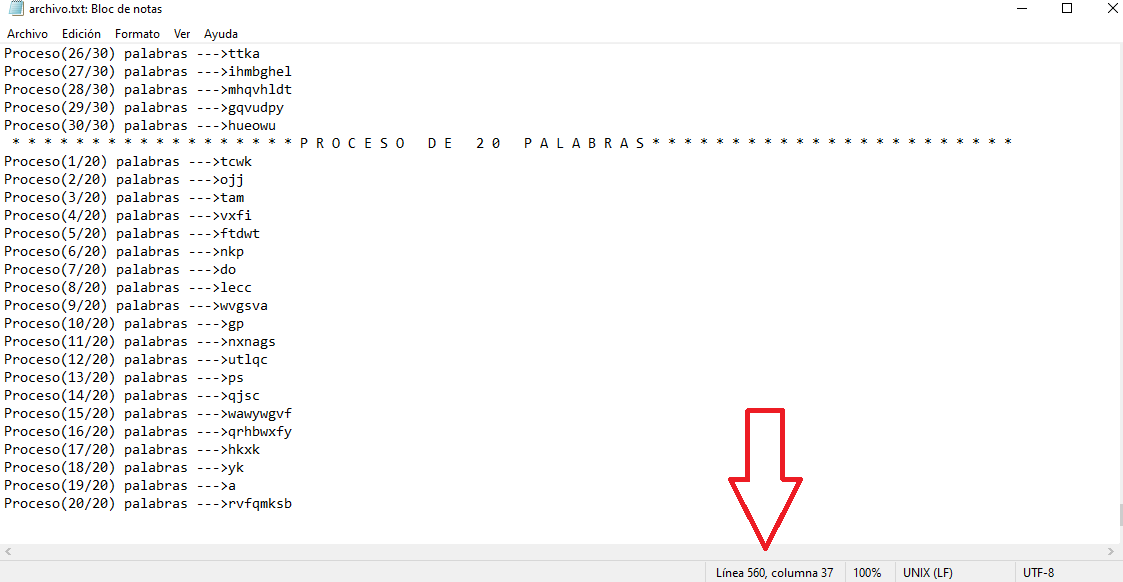 archivo.txt: Bloc de notas
Archivo Edición Formato Ver Ayuda
Proceso(26/30) palabras --->ttka
Proceso(27/30) palabras --->ihmbghel
Proceso(28/30) palabras --->mhqvhldt
Proceso(29/30) palabras --->gqvudpy
Proceso(30/30) palabras --->hueowu
* * * * * * * * * * * * * * * * * * P R O C E S O   D E   2 0   P A L A B R A S * * * * * * * * * * * * * * * * * * * * * * *
Proceso(1/20) palabras --->tcwk
Proceso(2/20) palabras --->ojj
Proceso(3/20) palabras --->tam
Proceso(4/20) palabras --->vxfi
Proceso(5/20) palabras --->ftdwt
Proceso(6/20) palabras --->nkp
Proceso(7/20) palabras --->do
Proceso(8/20) palabras --->lecc
Proceso(9/20) palabras --->wvgsva
Proceso(10/20) palabras --->gp
Proceso(11/20) palabras --->nxnags
Proceso(12/20) palabras --->utlqc
Proceso(13/20) palabras --->ps
Proceso(14/20) palabras --->qjsc
Proceso(15/20) palabras --->wawywgvf
Proceso(16/20) palabras --->qrhbwxfy
Proceso(17/20) palabras --->hkxk
Proceso(18/20) palabras --->yk
Proceso(19/20) palabras --->a
Proceso(20/20) palabras --->rvfqmksb
Línea 560, columna 37 100% UNIX (LF) UTF-8